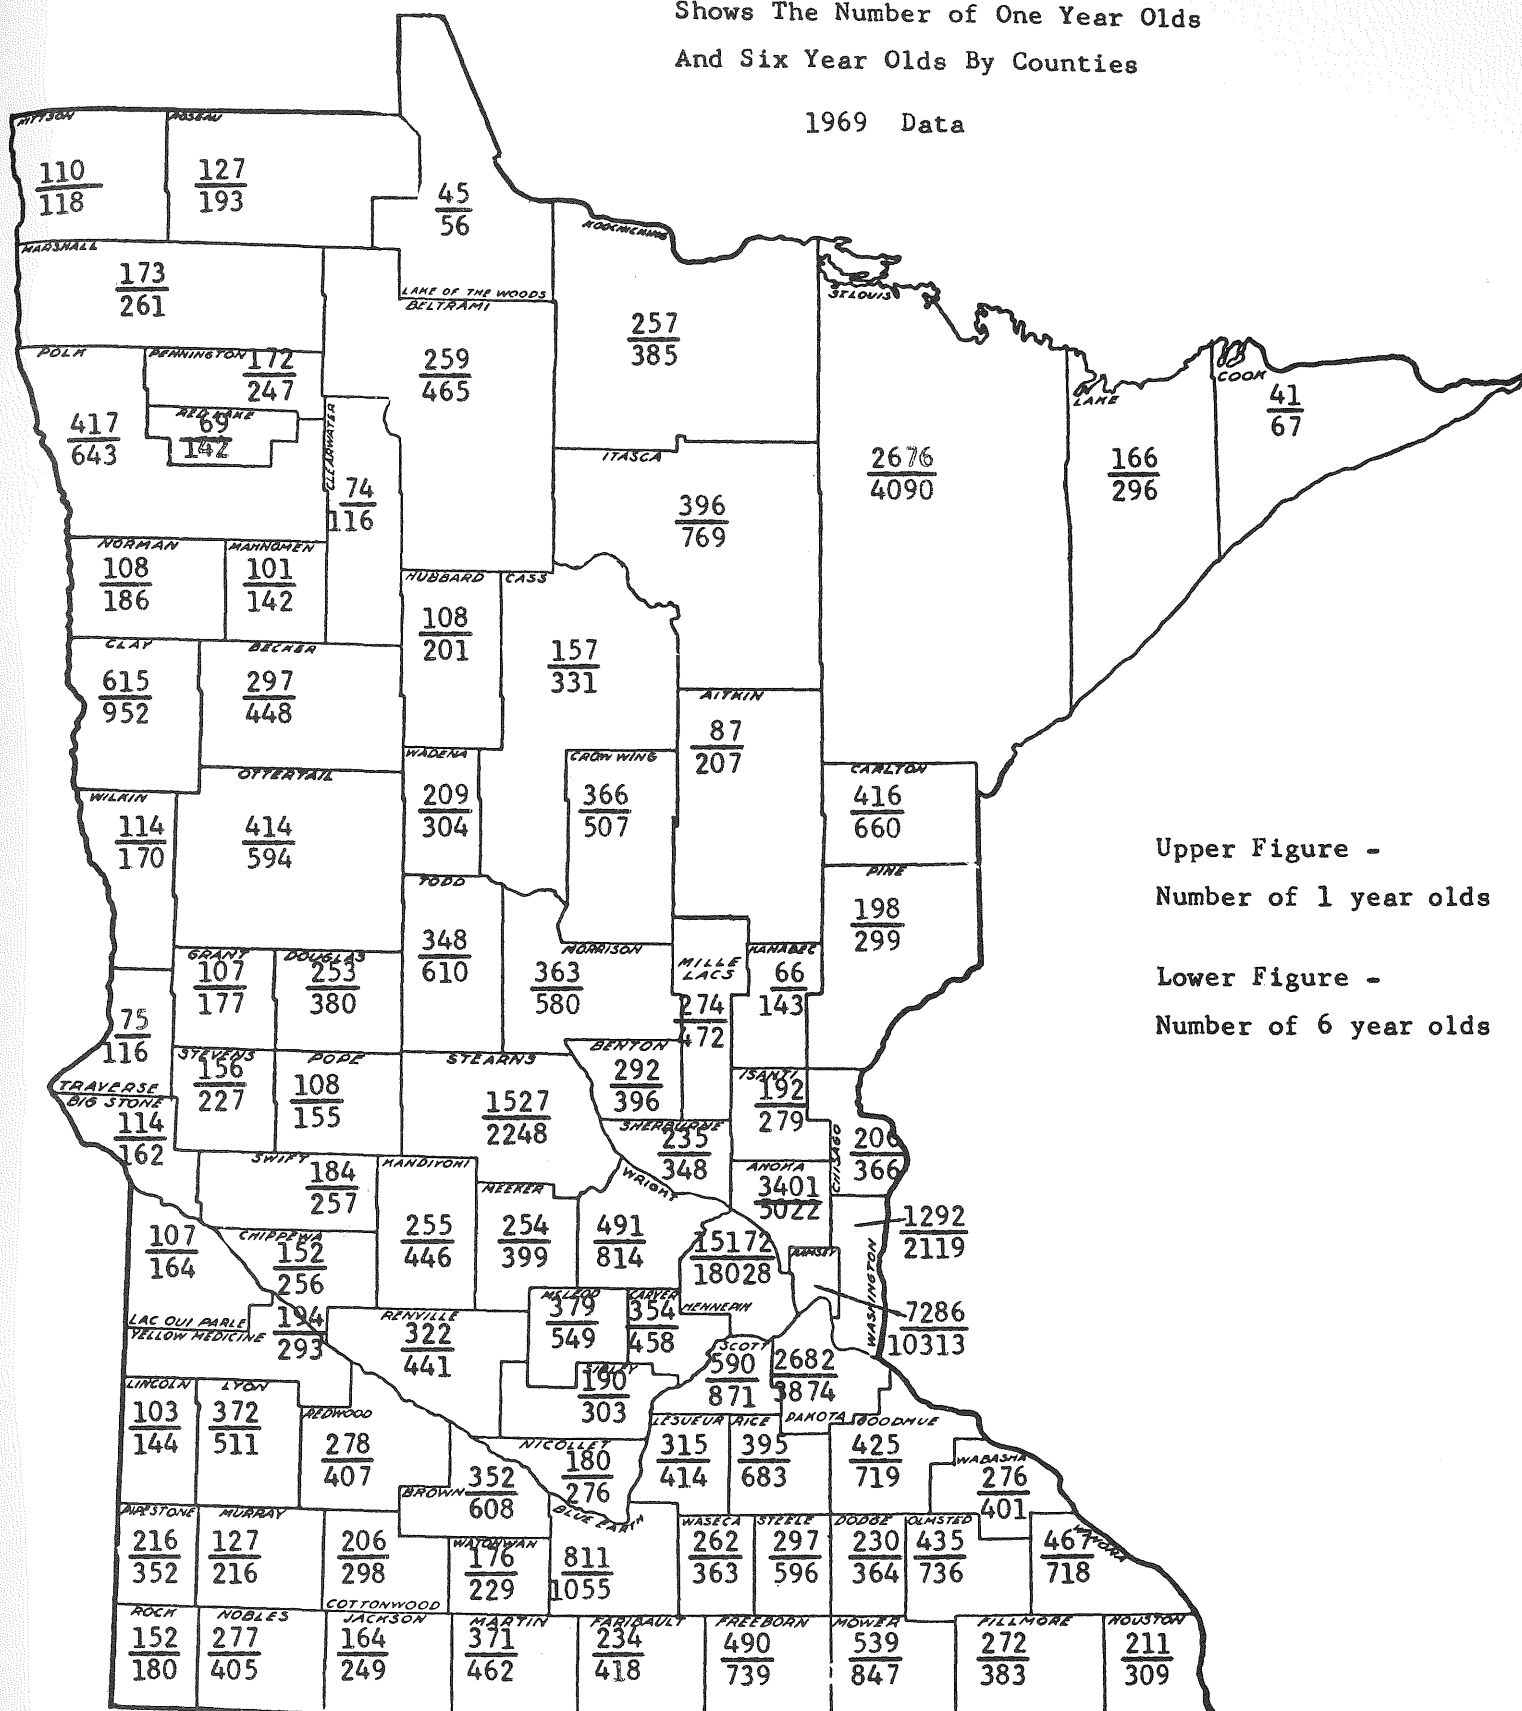 Shows The Number of One Year Olds
And Six Year Olds By Counties
1969 Data
KITTSON
110
118
ROSEAU
127
193
45
56
LAKE OF THE WOODS
KOOCHICHING
257
385
MARSHALL
173
261
BELTRAMI
259
465
ST LOUIS
2676
4090
LAKE
166
296
COOK
41
67
POLK
417
643
PENNINGTON
172
247
RED LAKE
69
142
CLEARWATER
74
116
ITASCA
396
769
NORMAN
108
186
MAHNOMEN
101
142
HUBBARD
108
201
CASS
157
331
CLAY
615
952
BECKER
297
448
AITKIN
87
207
WADENA
209
304
CROW WING
366
507
CARLTON
416
660
WILKIN
114
170
OTTERTAIL
414
594
Upper Figure -
Number of 1 year olds
Lower Figure -
Number of 6 year olds
TODD
348
610
PINE
198
299
GRANT
107
177
DOUGLAS
253
380
MORRISON
363
580
MILLE
LACS
274
472
KANABEC
66
143
75
116
TRAVERSE
STEVENS
156
227
POPE
108
155
STEARNS
1527
2248
BENTON
292
396
ISANTI
192
279
BIG STONE
114
162
SHERBURNE
235
348
CHISAGO
206
366
SWIFT
184
257
KANDIYOHI
255
446
MEEKER
254
399
WRIGHT
491
814
ANOKA
3401
5022
1292
2119
WASHINGTON
107
164
LAC QUI PARLE
CHIPPEWA
152
256
15172
18028
HENNEPIN
RAMSEY
7286
10313
YELLOW MEDICINE
194
293
RENVILLE
322
441
MCLEOD
379
549
CARVER
354
458
SCOTT
590
871
2682
3874
DAKOTA
SIBLEY
190
303
LINCOLN
103
144
LYON
372
511
REDWOOD
278
407
NICOLLET
180
276
LESUEUR
315
414
RICE
395
683
GOODHUE
425
719
WABASHA
276
401
BROWN
352
608
PIPESTONE
216
352
MURRAY
127
216
206
298
COTTONWOOD
WATONWAN
176
229
BLUE EARTH
811
1055
WASECA
262
363
STEELE
297
596
DODGE
230
364
OLMSTED
435
736
WINONA
467
718
ROCK
152
180
NOBLES
277
405
JACKSON
164
249
MARTIN
371
462
FARIBAULT
234
418
FREEBORN
490
739
MOWER
539
847
FILLMORE
272
383
HOUSTON
211
309